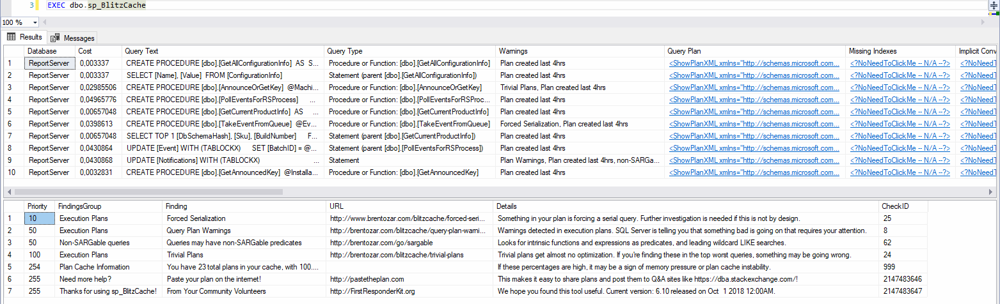 3 EXEC dbo.sp_BlitzCache
100 %
Results Messages
Database Cost Query Text Query Type Warnings Query Plan Missing Indexes Implicit Conv
1 ReportServer 0,003337 CREATE PROCEDURE [dbo].[GetAllConfigurationInfo] AS S... Procedure or Function: [dbo].[GetAllConfigurationInfo] Plan created last 4hrs <ShowPlanXML xmlns="http://schemas.microsoft.com... <?NoNeedToClickMe -- N/A --?> <?NoNeedT
2 ReportServer 0,003337 SELECT [Name], [Value] FROM [ConfigurationInfo] Statement (parent [dbo].[GetAllConfigurationInfo]) Plan created last 4hrs <ShowPlanXML xmlns="http://schemas.microsoft.com... <?NoNeedToClickMe -- N/A --?> <?NoNeedT
3 ReportServer 0,02985506 CREATE PROCEDURE [dbo].[AnnounceOrGetKey] @Machi... Procedure or Function: [dbo].[AnnounceOrGetKey] Trivial Plans, Plan created last 4hrs <ShowPlanXML xmlns="http://schemas.microsoft.com... <?NoNeedToClickMe -- N/A --?> <?NoNeedT
4 ReportServer 0,04965776 CREATE PROCEDURE [dbo].[PollEventsForRSProcess] ... Procedure or Function: [dbo].[PollEventsForRSProc... Plan created last 4hrs <ShowPlanXML xmlns="http://schemas.microsoft.com... <?NoNeedToClickMe -- N/A --?> <?NoNeedT
5 ReportServer 0,00657048 CREATE PROCEDURE [dbo].[GetCurrentProductInfo] AS ... Procedure or Function: [dbo].[GetCurrentProductInfo] Plan created last 4hrs <ShowPlanXML xmlns="http://schemas.microsoft.com... <?NoNeedToClickMe -- N/A --?> <?NoNeedT
6 ReportServer 0,0398613 CREATE PROCEDURE [dbo].[TakeEventFromQueue] @Ev... Procedure or Function: [dbo].[TakeEventFromQueue] Forced Serialization, Plan created last 4hrs <ShowPlanXML xmlns="http://schemas.microsoft.com... <?NoNeedToClickMe -- N/A --?> <?NoNeedT
7 ReportServer 0,00657048 SELECT TOP 1 [DbSchemaHash], [Sku], [BuildNumber] F... Statement (parent [dbo].[GetCurrentProductInfo]) Plan created last 4hrs <ShowPlanXML xmlns="http://schemas.microsoft.com... <?NoNeedToClickMe -- N/A --?> <?NoNeedT
8 ReportServer 0,0430864 UPDATE [Event] WITH (TABLOCKX) SET [BatchID] = @... Statement (parent [dbo].[PollEventsForRSProcess]) Plan created last 4hrs <ShowPlanXML xmlns="http://schemas.microsoft.com... <?NoNeedToClickMe -- N/A --?> <?NoNeedT
9 ReportServer 0,0430868 UPDATE [Notifications] WITH (TABLOCKX) ... Statement Plan Warnings, Plan created last 4hrs, non-SARGa... <ShowPlanXML xmlns="http://schemas.microsoft.com... <?NoNeedToClickMe -- N/A --?> <?NoNeedT
10 ReportServer 0,0032831 CREATE PROCEDURE [dbo].[GetAnnouncedKey] @Installa... Procedure or Function: [dbo].[GetAnnouncedKey] Plan created last 4hrs <ShowPlanXML xmlns="http://schemas.microsoft.com... <?NoNeedToClickMe -- N/A --?> <?NoNeedT
Priority FindingsGroup Finding URL Details CheckID
1 10 Execution Plans Forced Serialization http://www.brentozar.com/blitzcache/forced-seri... Something in your plan is forcing a serial query. Further investigation is needed if this is not by design. 25
2 50 Execution Plans Query Plan Warnings http://brentozar.com/blitzcache/query-plan-warni... Warnings detected in execution plans. SQL Server is telling you that something bad is going on that requires your attention. 8
3 50 Non-SARGable queries Queries may have non-SARGable predicates http://brentozar.com/go/sargable Looks for intrinsic functions and expressions as predicates, and leading wildcard LIKE searches. 62
4 100 Execution Plans Trivial Plans http://brentozar.com/blitzcache/trivial-plans Trivial plans get almost no optimization. If you're finding these in the top worst queries, something may be going wrong. 24
5 254 Plan Cache Information You have 23 total plans in your cache, with 100.... If these percentages are high, it may be a sign of memory pressure or plan cache instability. 999
6 255 Need more help? Paste your plan on the internet! http://pastetheplan.com This makes it easy to share plans and post them to Q&A sites like https://dba.stackexchange.com/! 2147483646
7 255 Thanks for using sp_BlitzCache! From Your Community Volunteers http://FirstResponderKit.org We hope you found this tool useful. Current version: 6.10 released on Oct 1 2018 12:00AM. 2147483647